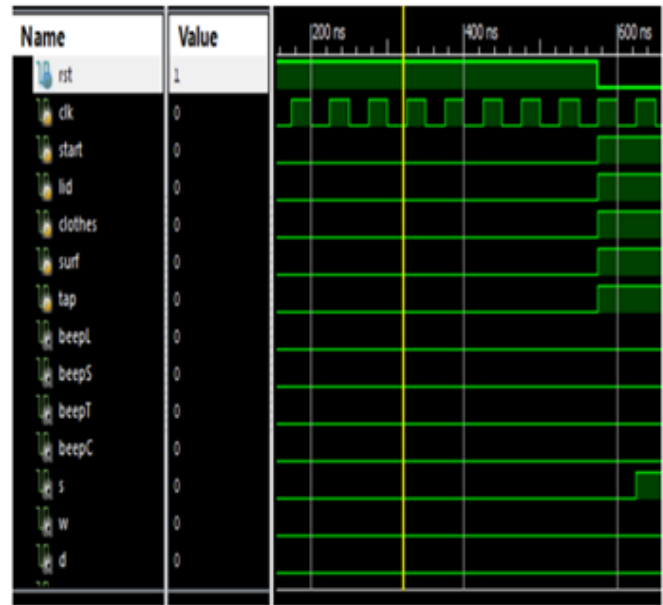 Name Value 200 ns 400 ns 600 ns
rst 1
clk 0
start 0
lid 0
clothes 0
surf 0
tap 0
beepL 0
beepS 0
beepT 0
beepC 0
s 0
w 0
d 0